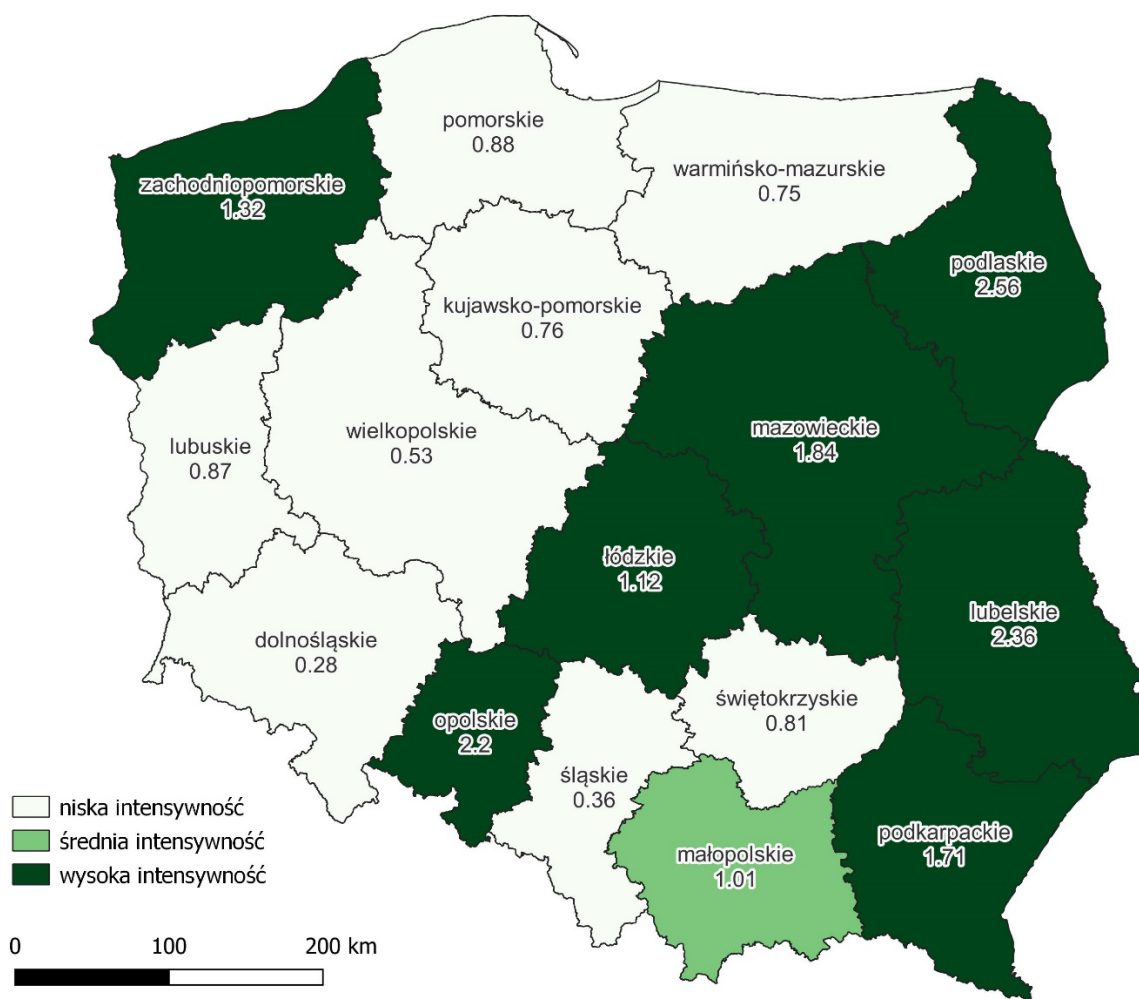 pomorskie
0.88
warmińsko-mazurskie
0.75
zachodniopomorskie
1.32
podlaskie
2.56
kujawsko-pomorskie
0.76
mazowieckie
1.84
wielkopolskie
0.53
lubuskie
0.87
łódzkie
1.12
lubelskie
2.36
dolnośląskie
0.28
świętokrzyskie
0.81
opolskie
2.2
śląskie
0.36
podkarpackie
1.71
małopolskie
1.01
niska intensywność
średnia intensywność
wysoka intensywność
0 100 200 km